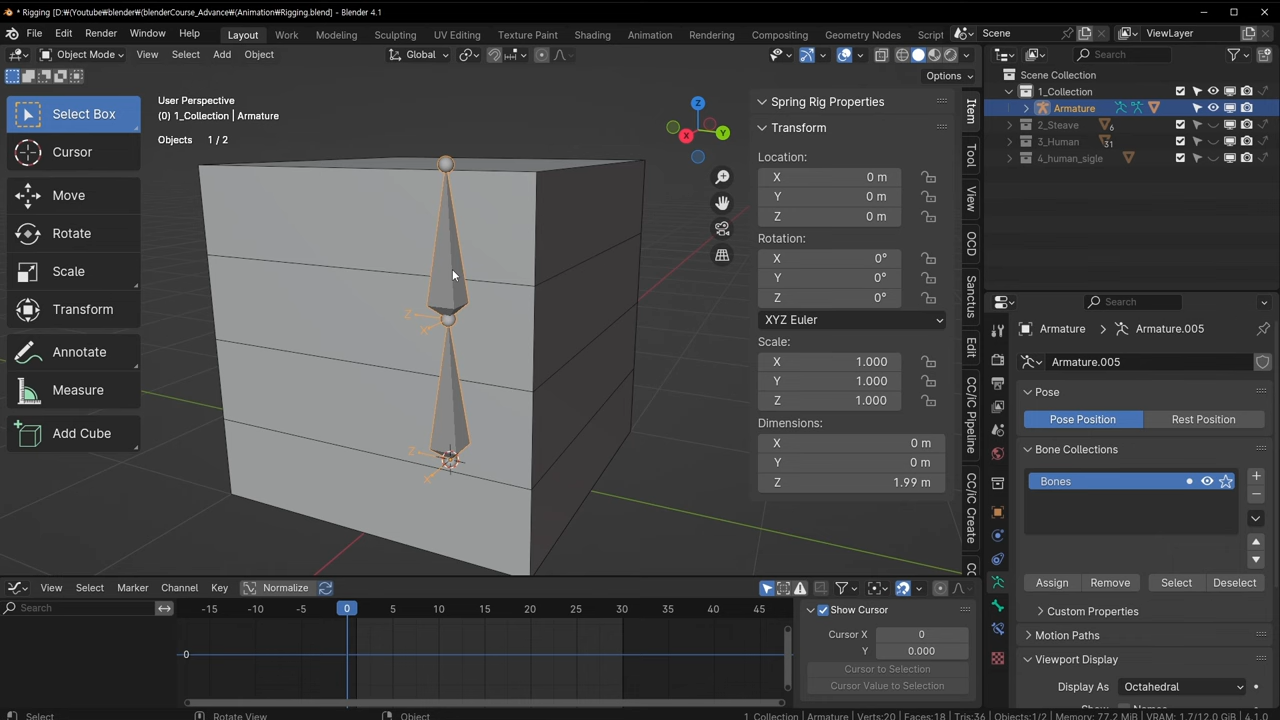 * Rigging [D:₩(Youtube₩blender₩(blenderCourse_Advance₩(Animation₩Rigging.blend] - Blender 4.1
File Edit Render Window Help Layout Modeling Sculpting UV Editing Texture Paint Shading Animation Rendering Compositing Geometry Nodes Script Scene ViewLayer
Object Mode View Select Add Object Global Search
Options
Select Box
Cursor
Move
Rotate
Scale
Transform
Annotate
Measure
Add Cube
User Perspective
(0) 1_Collection | Armature
Objects 1 / 2
Z
Y
X
Z
X
Z
X
Spring Rig Properties
Transform
Location:
X 0 m
Y 0 m
Z 0 m
Rotation:
X 0°
Y 0°
Z 0°
XYZ Euler
Scale:
X 1.000
Y 1.000
Z 1.000
Dimensions:
X 0 m
Y 0 m
Z 1.99 m
Item
Tool
View
OCD
Sanctus
Edit
CC/iC Pipeline
CC/iC Create
CC
Scene Collection
1_Collection
Armature
2_Steave 6
3_Human 31
4_human_sigle
Search
Armature > Armature.005
Armature.005
Pose
Pose Position Rest Position
Bone Collections
Bones
Assign Remove Select Deselect
Custom Properties
Motion Paths
Viewport Display
Display As Octahedral
View Select Marker Channel Key Normalize
Search
-15 -10 -5 0 5 10 15 20 25 30 35 40 45
0
Show Cursor
Cursor X 0
Y 0.000
Cursor to Selection
Cursor Value to Selection
Select Rotate View Object
1_Collection | Armature | Verts:20 | Faces:18 | Tris:36 | Objects:1/2 | Memory: 77.2 MiB | VRAM: 1.7/12.0 GiB | 4.1.0